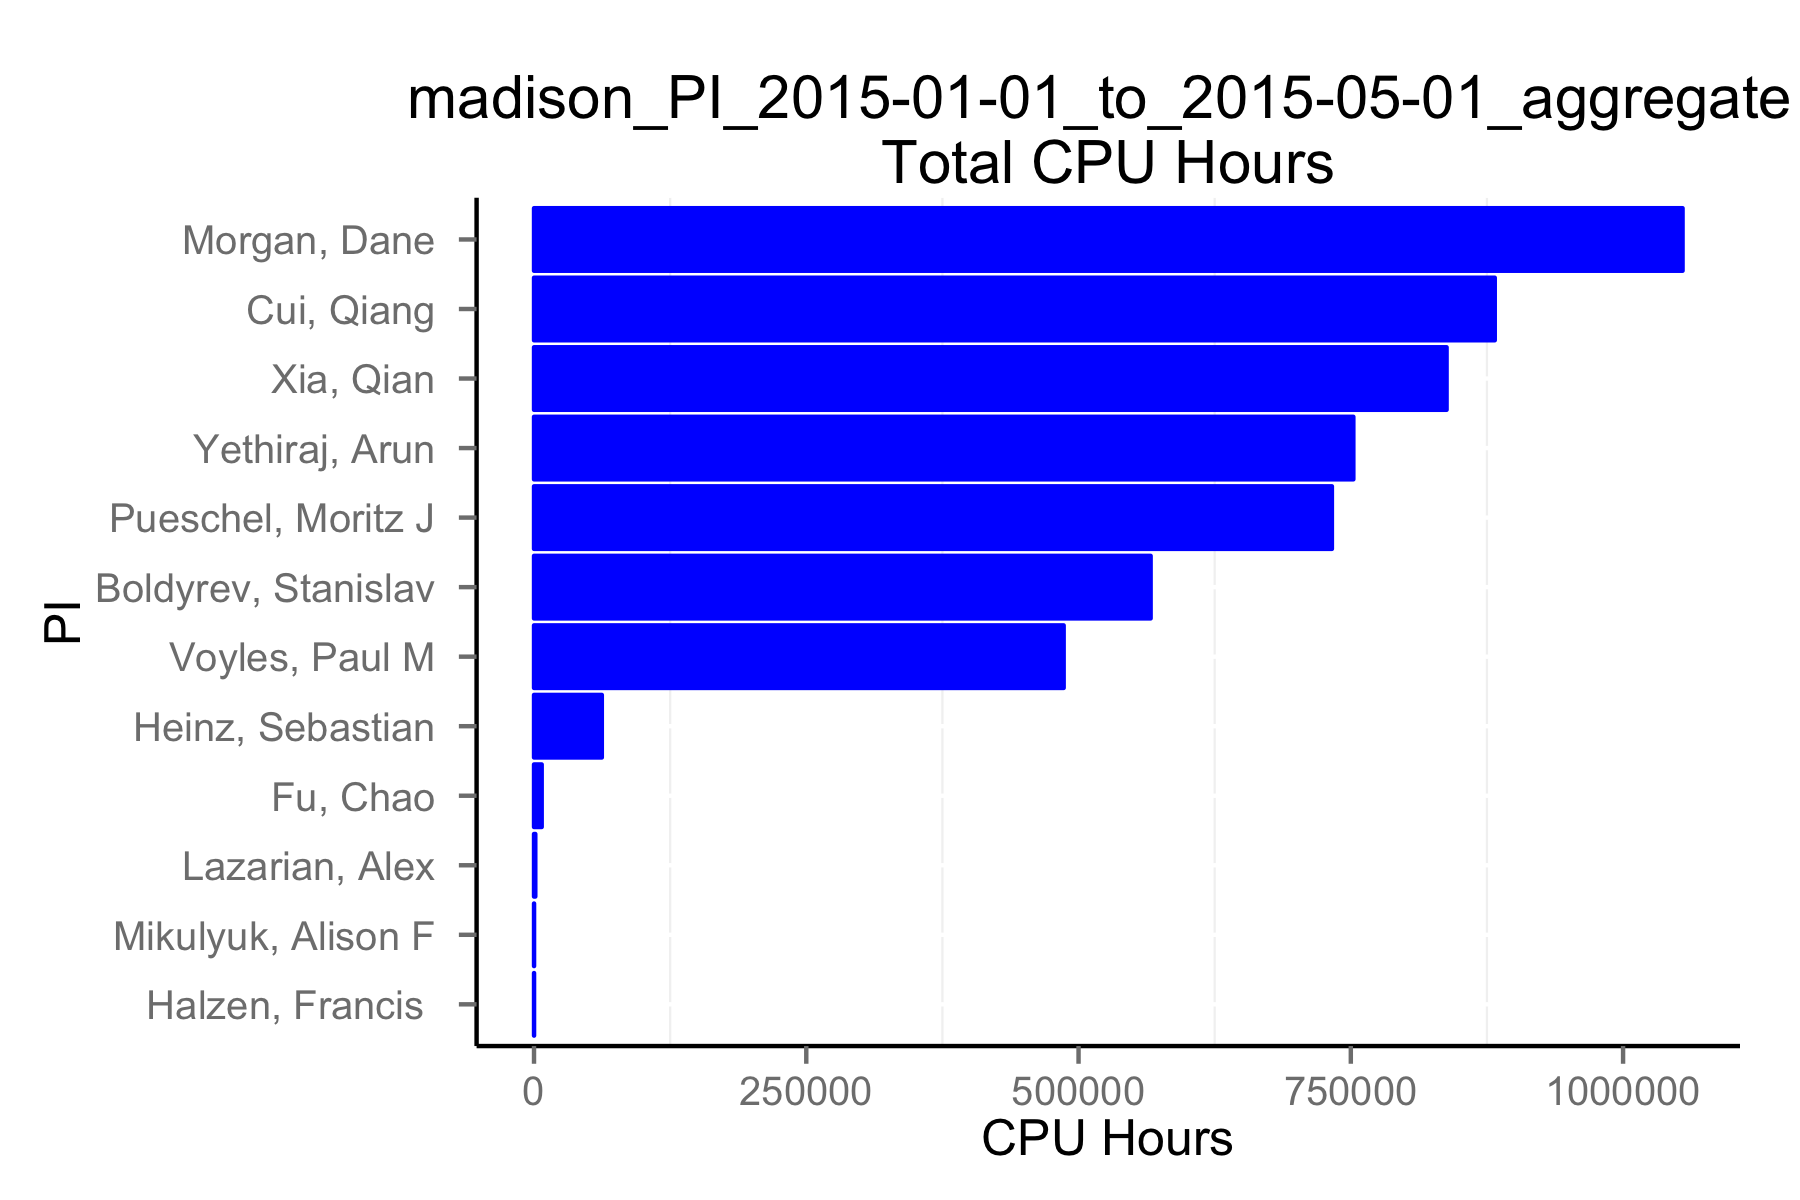 madison_PI_2015-01-01_to_2015-05-01_aggregate
Total CPU Hours
Morgan, Dane
Cui, Qiang
Xia, Qian
Yethiraj, Arun
Pueschel, Moritz J
Boldyrev, Stanislav
Voyles, Paul M
Heinz, Sebastian
Fu, Chao
Lazarian, Alex
Mikulyuk, Alison F
Halzen, Francis
PI
0 250000 500000 750000 1000000
CPU Hours